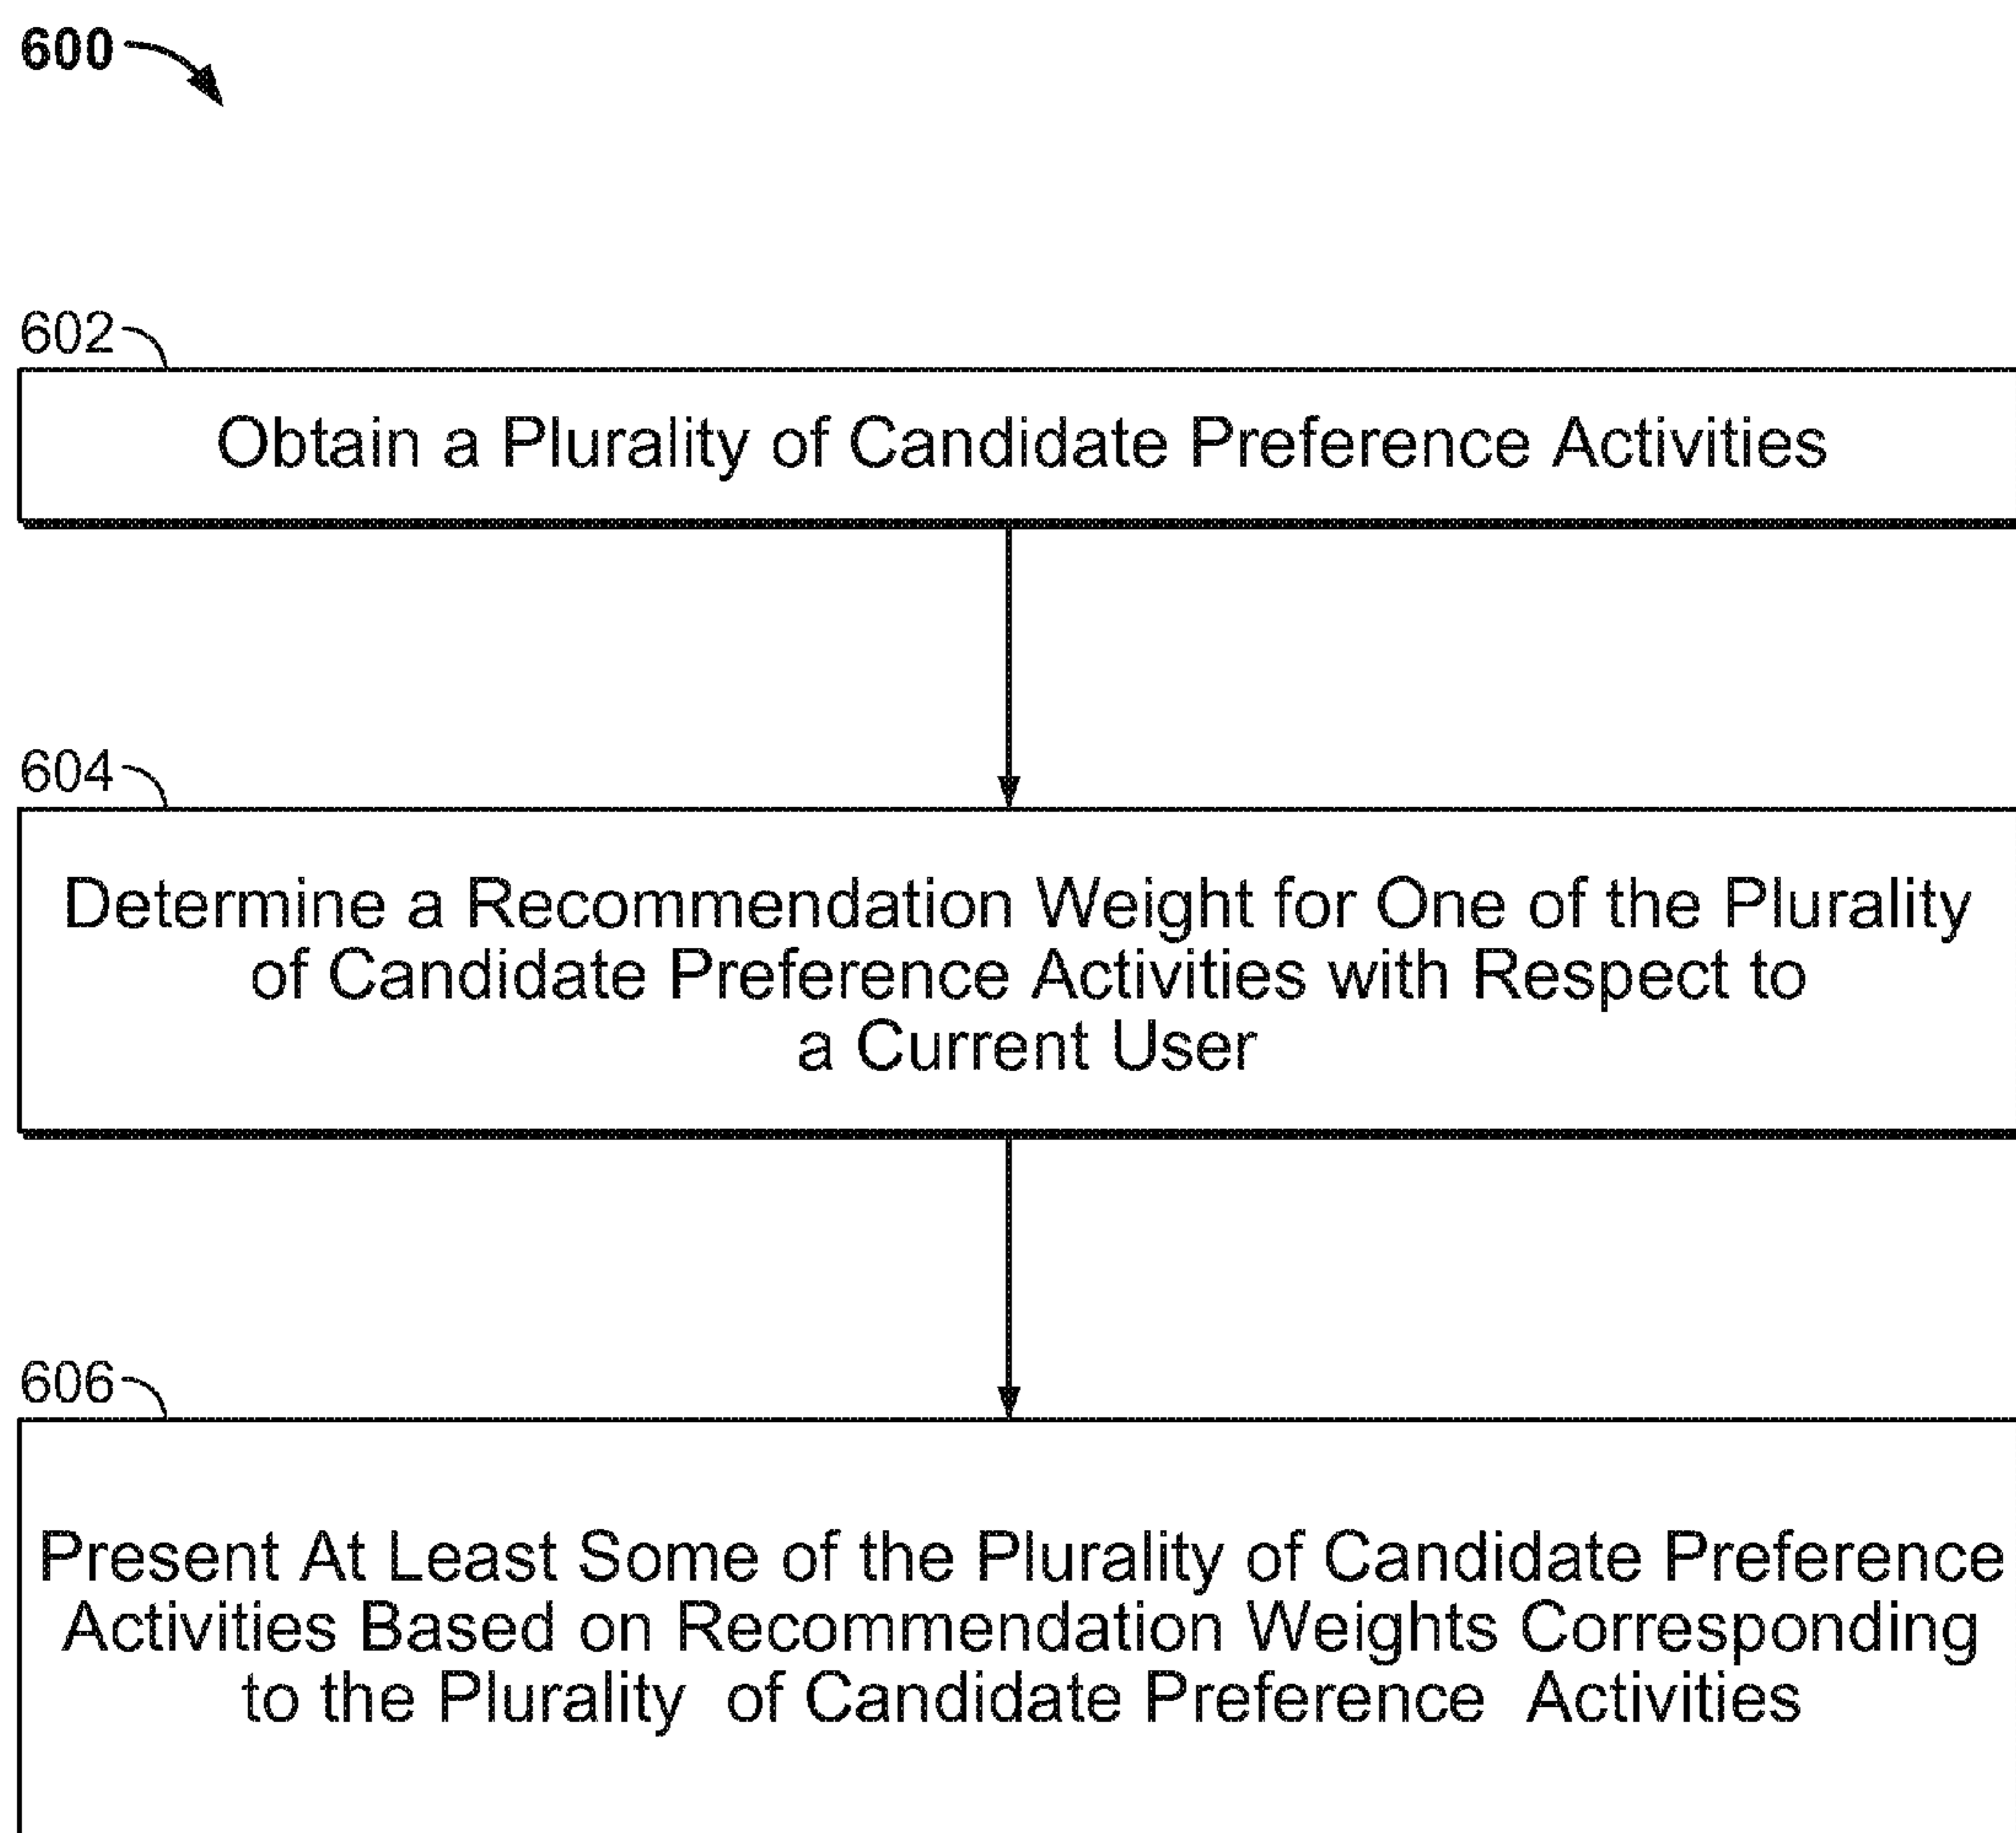 600
602
Obtain a Plurality of Candidate Preference Activities
604
Determine a Recommendation Weight for One of the Plurality
of Candidate Preference Activities with Respect to
a Current User
606
Present At Least Some of the Plurality of Candidate Preference
Activities Based on Recommendation Weights Corresponding
to the Plurality of Candidate Preference Activities